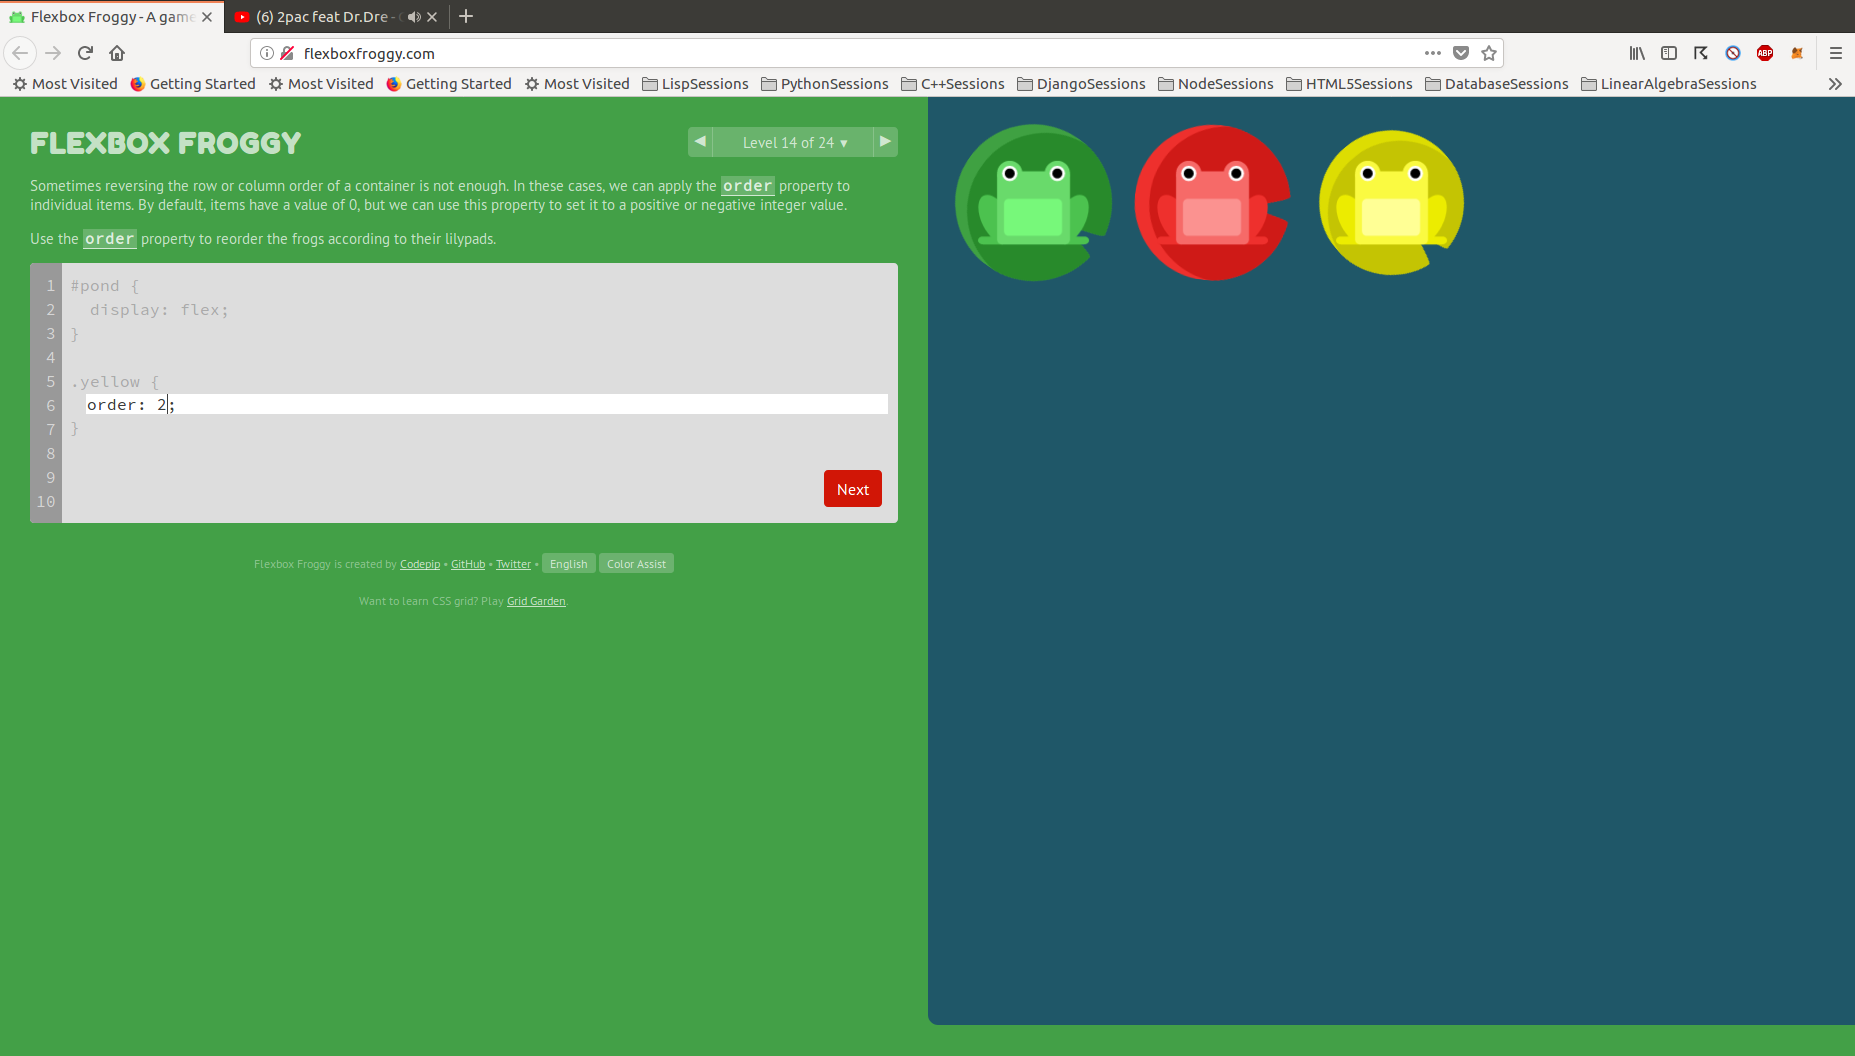 Flexbox Froggy - A game
(6) 2pac feat Dr.Dre -
flexboxfroggy.com
ABP
Most Visited Getting Started Most Visited Getting Started Most Visited LispSessions PythonSessions C++Sessions DjangoSessions NodeSessions HTML5Sessions DatabaseSessions LinearAlgebraSessions
FLEXBOX FROGGY
◀ Level 14 of 24 ▾ ▶
Sometimes reversing the row or column order of a container is not enough. In these cases, we can apply the order property to
individual items. By default, items have a value of 0, but we can use this property to set it to a positive or negative integer value.
Use the order property to reorder the frogs according to their lilypads.
1 #pond {
2 display: flex;
3 }
4
5 .yellow {
6 order: 2;
7 }
8
9
10
Next
Flexbox Froggy is created by Codepip • GitHub • Twitter • English Color Assist
Want to learn CSS grid? Play Grid Garden.